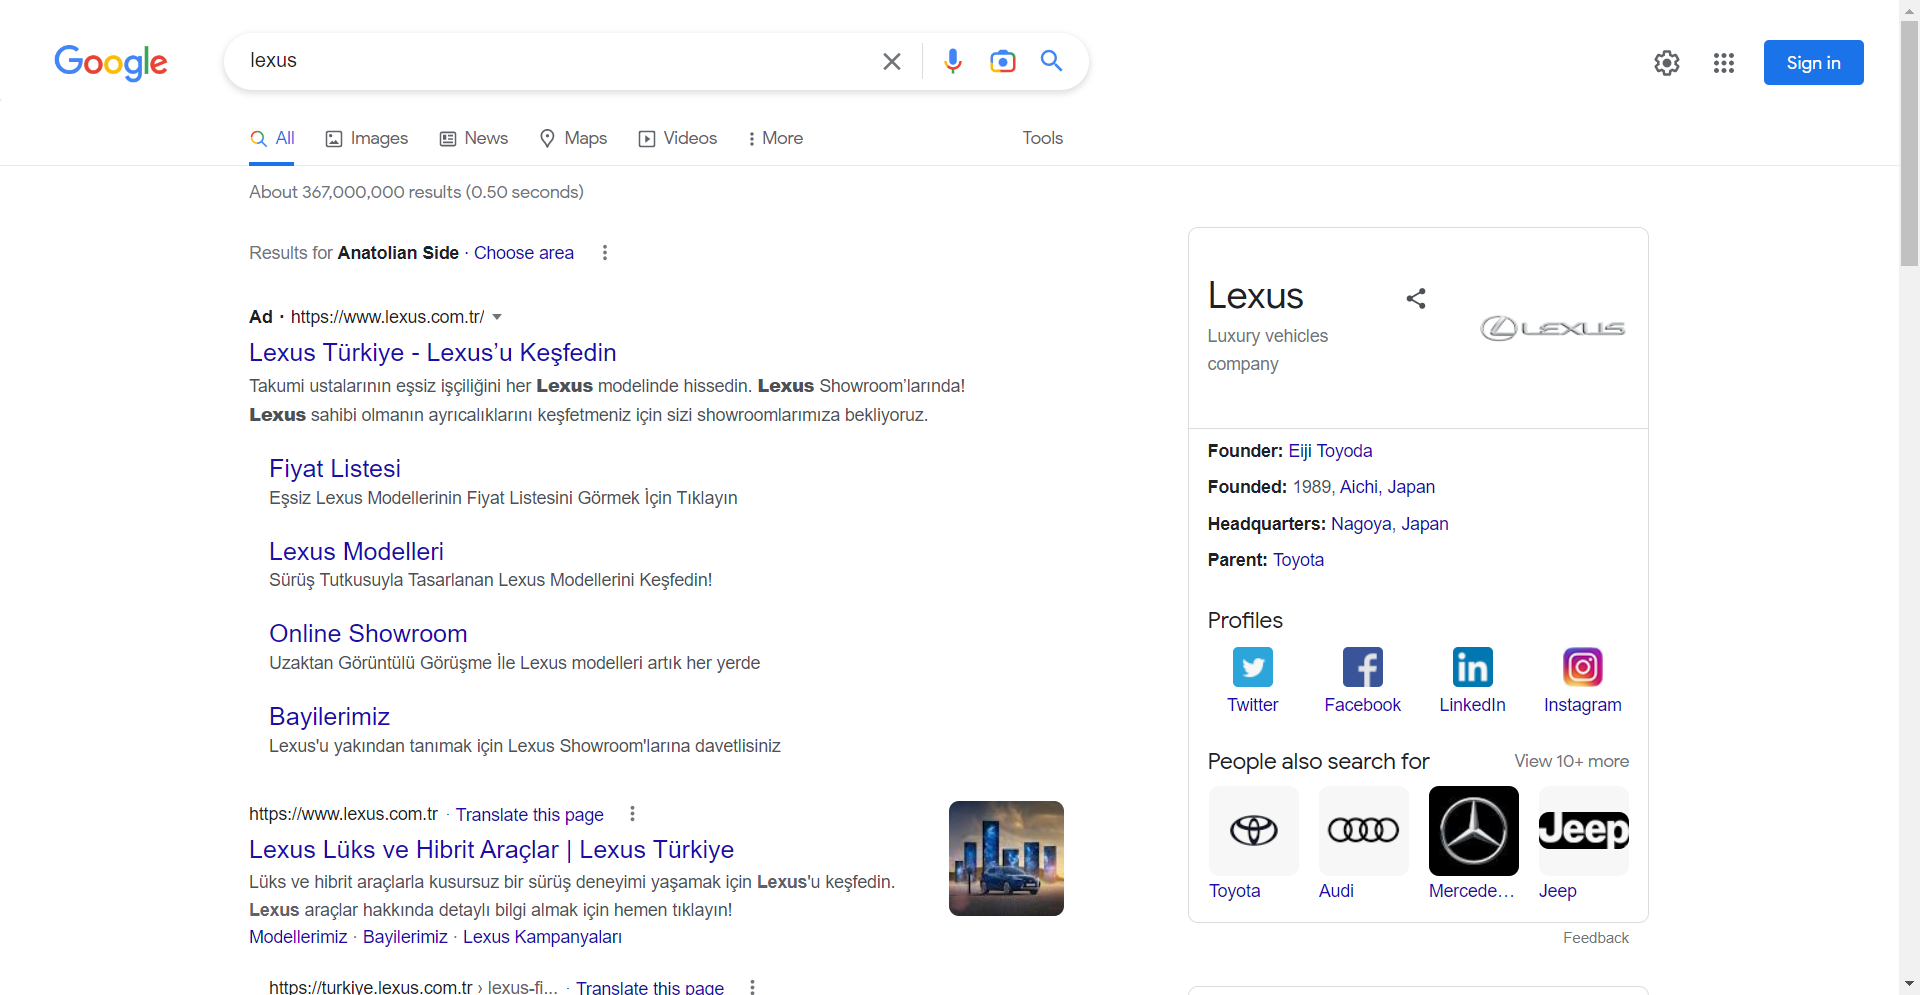 Google
lexus
Sign in
All
Images
News
Maps
Videos
More
Tools
About 367,000,000 results (0.50 seconds)
Results for Anatolian Side · Choose area
Ad · https://www.lexus.com.tr/
Lexus Türkiye - Lexus’u Keşfedin
Takumi ustalarının eşsiz işçiliğini her Lexus modelinde hissedin. Lexus Showroom’larında!
Lexus sahibi olmanın ayrıcalıklarını keşfetmeniz için sizi showroomlarımıza bekliyoruz.
Fiyat Listesi
Eşsiz Lexus Modellerinin Fiyat Listesini Görmek İçin Tıklayın
Lexus Modelleri
Sürüş Tutkusuyla Tasarlanan Lexus Modellerini Keşfedin!
Online Showroom
Uzaktan Görüntülü Görüşme İle Lexus modelleri artık her yerde
Bayilerimiz
Lexus'u yakından tanımak için Lexus Showroom'larına davetlisiniz
https://www.lexus.com.tr · Translate this page
Lexus Lüks ve Hibrit Araçlar | Lexus Türkiye
Lüks ve hibrit araçlarla kusursuz bir sürüş deneyimi yaşamak için Lexus'u keşfedin.
Lexus araçlar hakkında detaylı bilgi almak için hemen tıklayın!
Modellerimiz · Bayilerimiz · Lexus Kampanyaları
https://turkiye.lexus.com.tr › lexus-fi... · Translate this page
Lexus
Luxury vehicles
company
LEXUS
Founder: Eiji Toyoda
Founded: 1989, Aichi, Japan
Headquarters: Nagoya, Japan
Parent: Toyota
Profiles
Twitter
Facebook
LinkedIn
Instagram
People also search for
View 10+ more
Jeep
Toyota
Audi
Mercede...
Jeep
Feedback